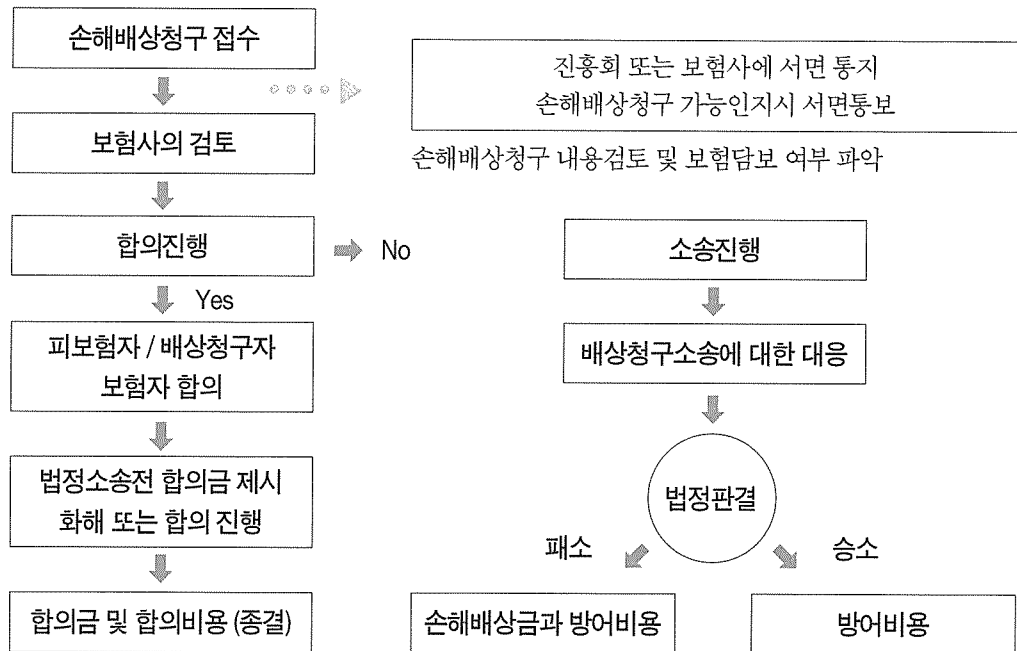 손해배상청구 접수
진흥회 또는 보험사에 서면 통지
손해배상청구 가능인지시 서면통보
보험사의 검토
손해배상청구 내용검토 및 보험담보 여부 파악
합의진행
No
소송진행
Yes
피보험자 / 배상청구자
보험자 합의
배상청구소송에 대한 대응
법정소송전 합의금 제시
화해 또는 합의 진행
법정판결
패소
승소
합의금 및 합의비용 (종결)
손해배상금과 방어비용
방어비용